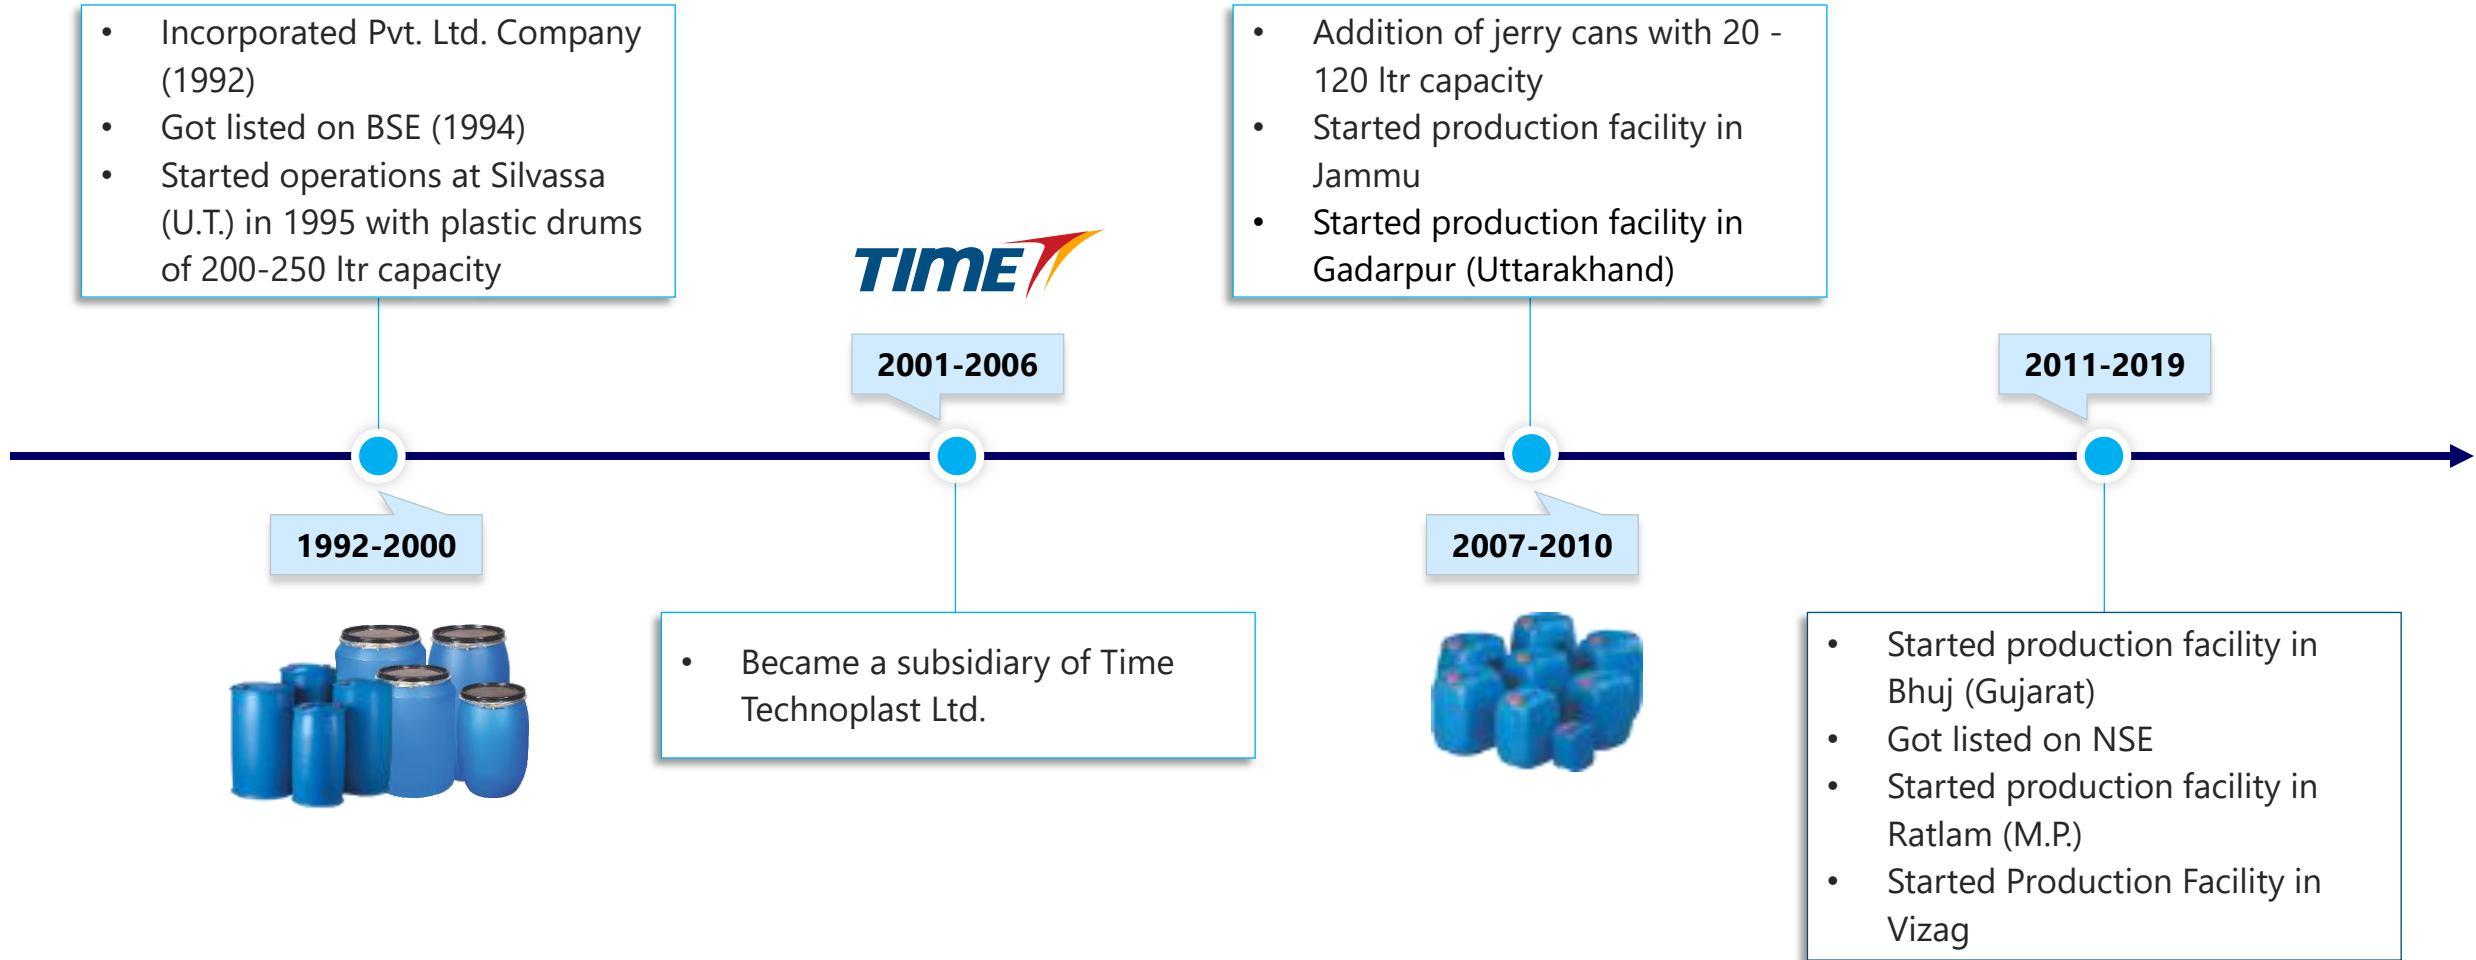 • Incorporated Pvt. Ltd. Company
(1992)
• Got listed on BSE (1994)
• Started operations at Silvassa
(U.T.) in 1995 with plastic drums
of 200-250 ltr capacity
1992-2000
TIME
2001-2006
• Became a subsidiary of Time
Technoplast Ltd.
• Addition of jerry cans with 20 -
120 ltr capacity
• Started production facility in
Jammu
• Started production facility in
Gadarpur (Uttarakhand)
2007-2010
2011-2019
• Started production facility in
Bhuj (Gujarat)
• Got listed on NSE
• Started production facility in
Ratlam (M.P.)
• Started Production Facility in
Vizag